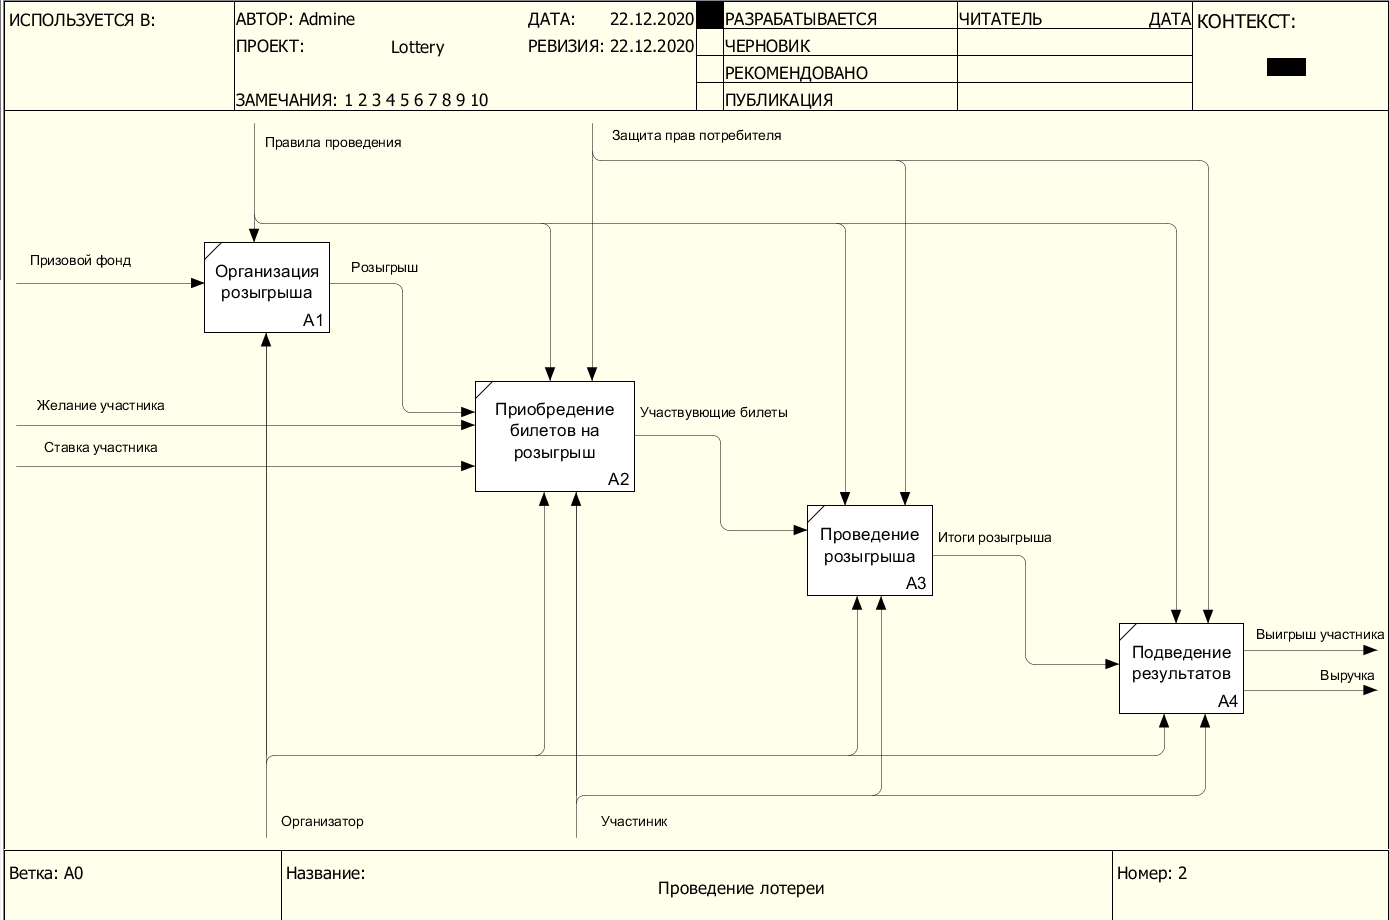 ИСПОЛЬЗУЕТСЯ В:
АВТОР: Admine
ДАТА: 22.12.2020
ПРОЕКТ: Lottery
РЕВИЗИЯ: 22.12.2020
ЗАМЕЧАНИЯ: 1 2 3 4 5 6 7 8 9 10
РАЗРАБАТЫВАЕТСЯ
ЧЕРНОВИК
РЕКОМЕНДОВАНО
ПУБЛИКАЦИЯ
ЧИТАТЕЛЬ
ДАТА
КОНТЕКСТ:
Правила проведения
Защита прав потребителя
Призовой фонд
Организация
розыгрыша
A1
Розыгрыш
Желание участника
Ставка участника
Приобредение
билетов на
розыгрыш
A2
Участвувующие билеты
Проведение
розыгрыша
A3
Итоги розыгрыша
Подведение
результатов
A4
Выигрыш участника
Выручка
Организатор
Участиник
Ветка: A0
Название:
Проведение лотереи
Номер: 2